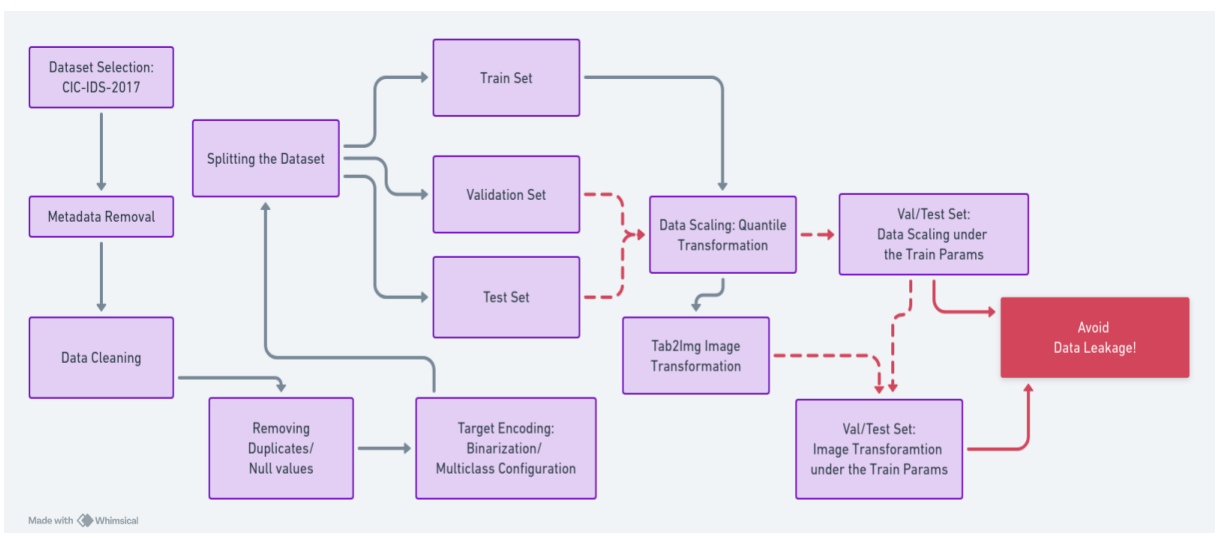 Dataset Selection:
CIC-IDS-2017
Metadata Removal
Data Cleaning
Removing
Duplicates/
Null values
Target Encoding:
Binarization/
Multiclass Configuration
Splitting the Dataset
Train Set
Validation Set
Test Set
Data Scaling: Quantile
Transformation
Tab2Img Image
Transformation
Val/Test Set:
Data Scaling under
the Train Params
Val/Test Set:
Image Transforamtion
under the Train Params
Avoid
Data Leakage!
Made with Whimsical